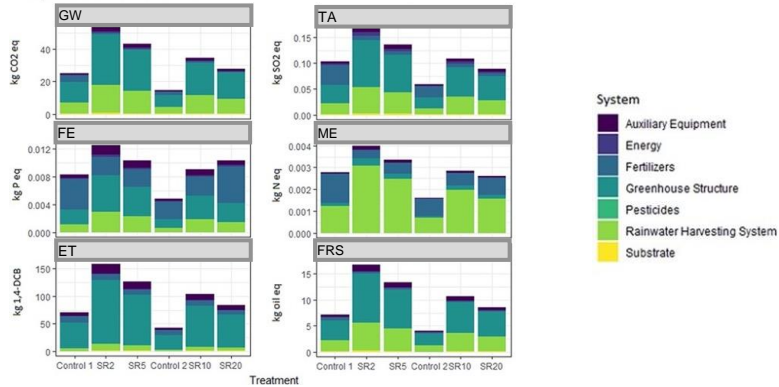 GW
kg CO2 eq
40
20
0
TA
kg SO2 eq
0.15
0.10
0.05
0.00
FE
kg P eq
0.012
0.008
0.004
0.000
ME
kg N eq
0.004
0.003
0.002
0.001
0.000
ET
kg 1,4-DCB
150
100
50
0
Control 1 SR2 SR5 Control 2 SR10 SR20
FRS
kg oil eq
15
10
5
0
Control 1 SR2 SR5 Control 2 SR10 SR20
Treatment
System
Auxiliary Equipment
Energy
Fertilizers
Greenhouse Structure
Pesticides
Rainwater Harvesting System
Substrate